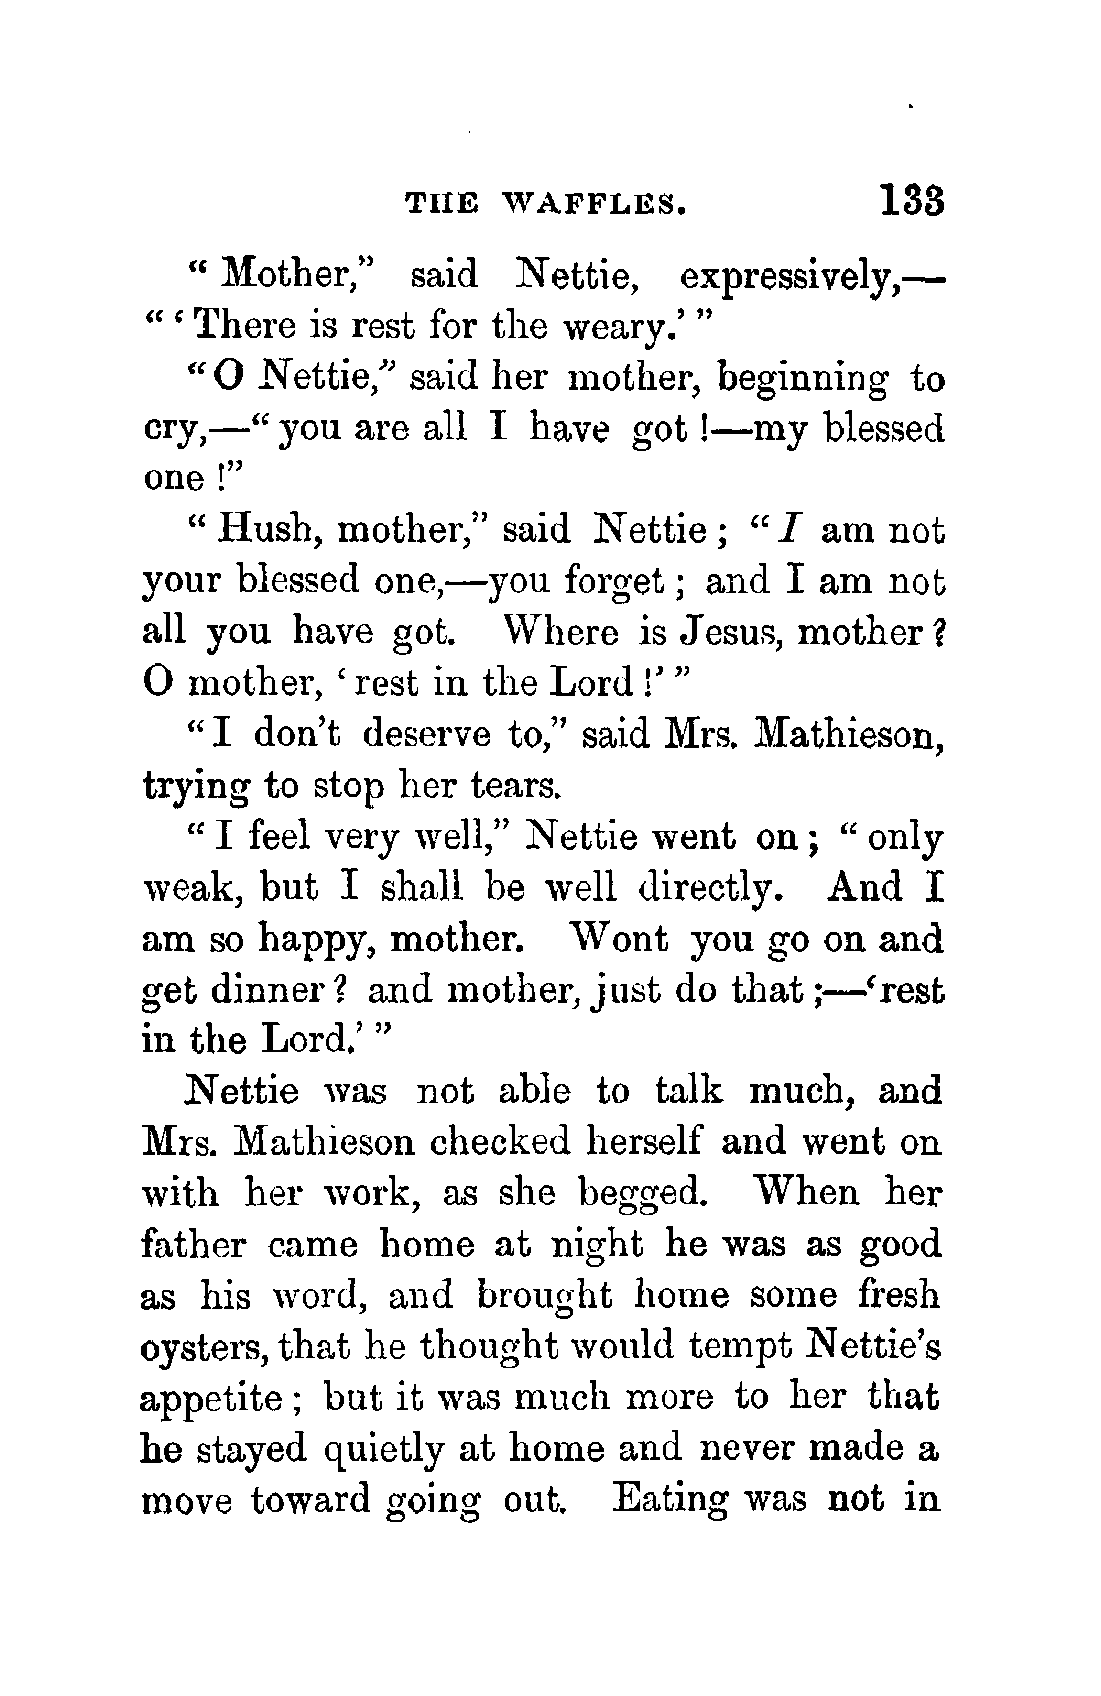 THE WAFFLES. 133
“ Mother,” said Nettie, expressively,—
“ ‘ There is rest for the weary.’ ”
“ O Nettie,” said her mother, beginning to
cry,—“ you are all I have got !—my blessed
one !”
“ Hush, mother,” said Nettie ; “ I am not
your blessed one,—you forget ; and I am not
all you have got. Where is Jesus, mother ?
O mother, ‘ rest in the Lord !’ ”
“ I don’t deserve to,” said Mrs. Mathieson,
trying to stop her tears.
“ I feel very well,” Nettie went on ; “ only
weak, but I shall be well directly. And I
am so happy, mother. Wont you go on and
get dinner ? and mother, just do that ;—‘rest
in the Lord.’ ”
Nettie was not able to talk much, and
Mrs. Mathieson checked herself and went on
with her work, as she begged. When her
father came home at night he was as good
as his word, and brought home some fresh
oysters, that he thought would tempt Nettie’s
appetite ; but it was much more to her that
he stayed quietly at home and never made a
move toward going out. Eating was not in